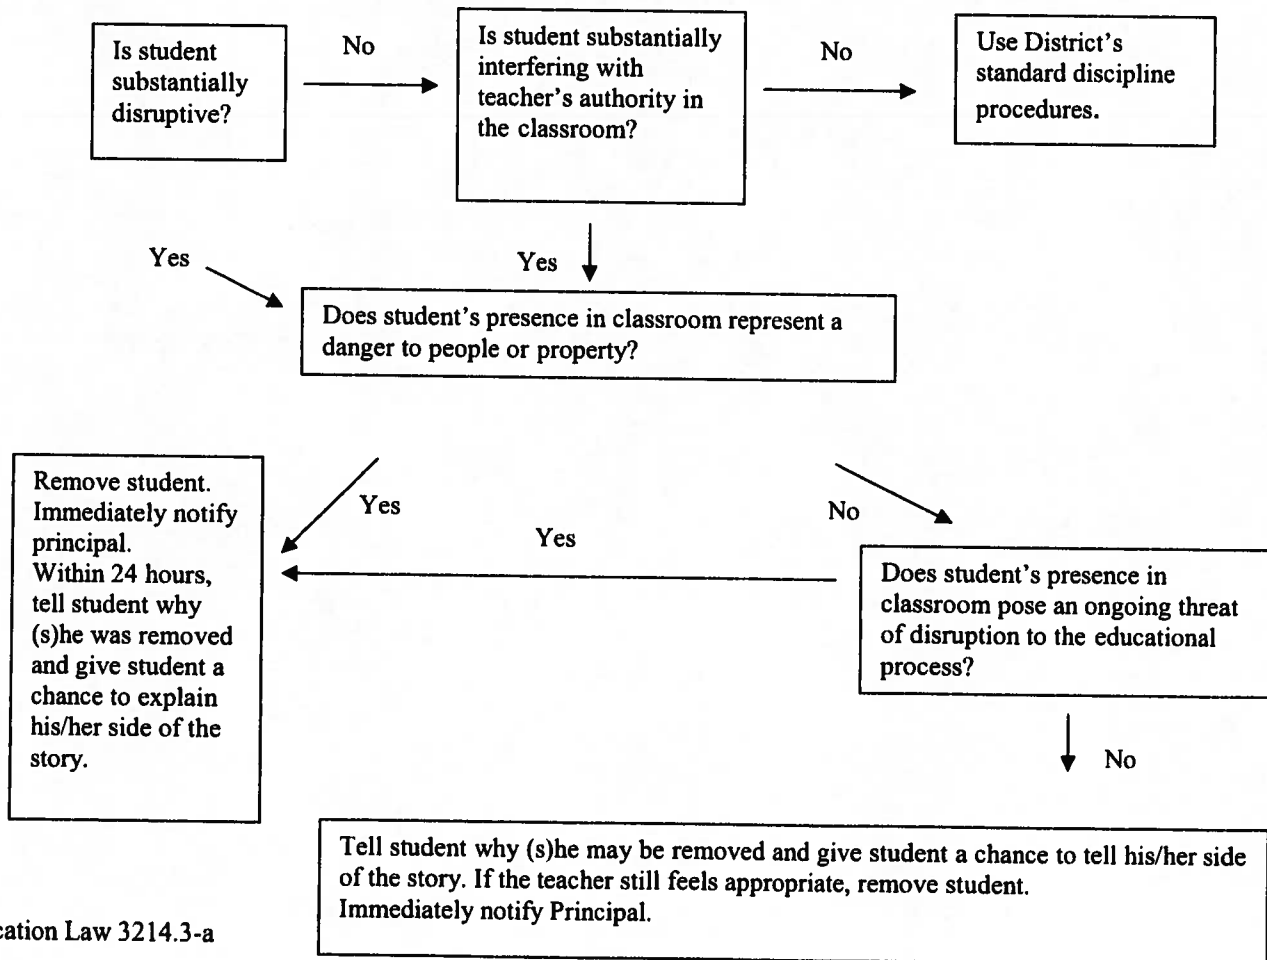 Is student
substantially
disruptive?
No
Is student substantially
interfering with
teacher's authority in
the classroom?
No
Use District's
standard discipline
procedures.
Yes
Yes
Does student's presence in classroom represent a
danger to people or property?
Remove student.
Immediately notify
principal.
Within 24 hours,
tell student why
(s)he was removed
and give student a
chance to explain
his/her side of the
story.
Yes
Yes
No
Does student's presence in
classroom pose an ongoing threat
of disruption to the educational
process?
No
Tell student why (s)he may be removed and give student a chance to tell his/her side
of the story. If the teacher still feels appropriate, remove student.
Immediately notify Principal.
cation Law 3214.3-a